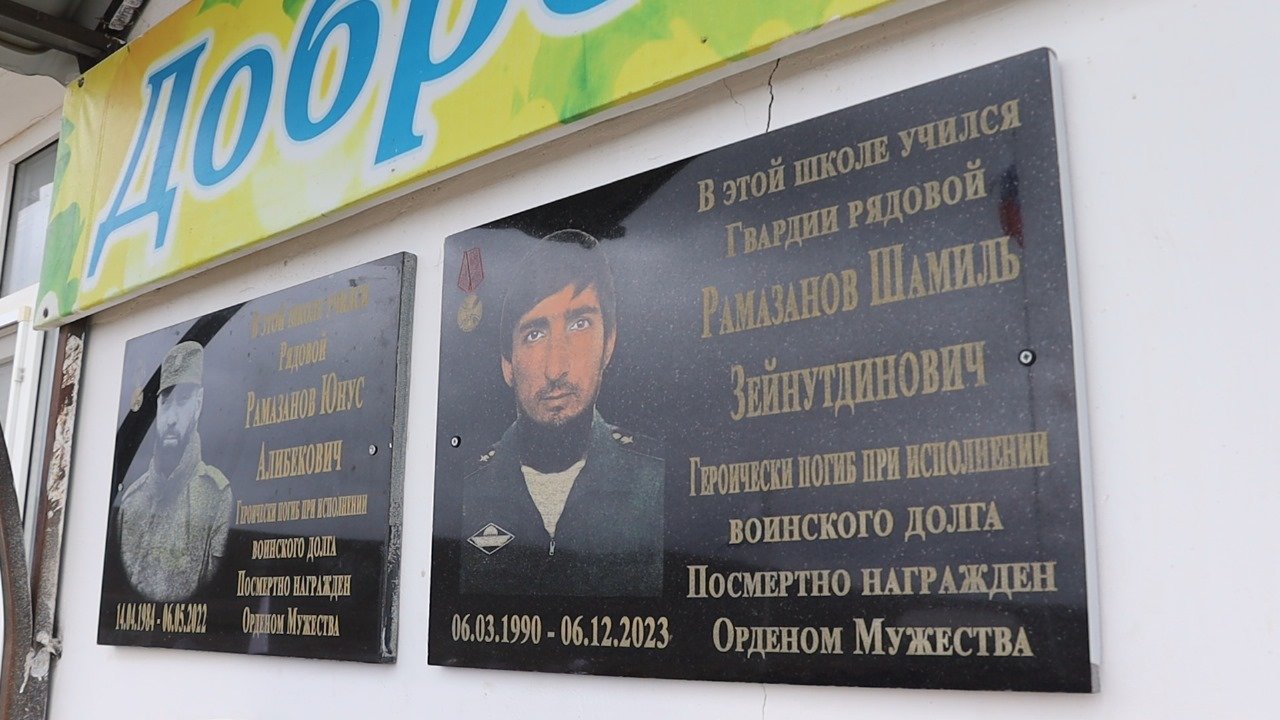 Добро
В этой школе учился
Рядовой
Рамазанов Юнус
Алибекович
Героически погиб при исполнении
воинского долга
Посмертно награжден
Орденом Мужества
14.04.1984 - 06.05.2022
В этой школе учился
Гвардии рядовой
Рамазанов Шамиль
Зейнутдинович
Героически погиб при исполнении
воинского долга
Посмертно награжден
Орденом Мужества
06.03.1990 - 06.12.2023